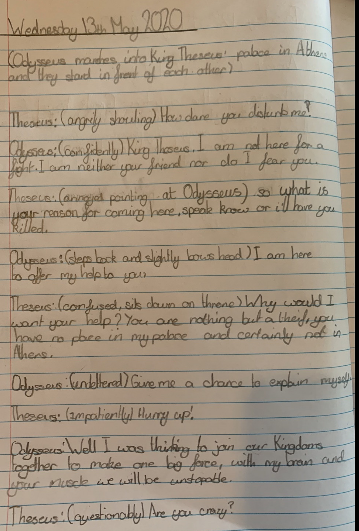 Wednesday 13th May 2020
(Odysseus marches into King Theseus' palace in Athens
and they stand in front of each other)
Theseus: (angrily shouting) How dare you disturb me!
Odysseus: (confidently) King Theseus, I am not here for a
fight. I am neither your friend nor do I fear you.
Theseus: (annoyed pointing at Odysseus) so what is
your reason for coming here, speak know or i'll have you
killed.
Odysseus: (steps back and slightly bows head) I am here
to offer my help to you.
Theseus: (confused, sits down on throne) Why would I
want your help? You are nothing but a theif, you
have no place in my palace and certainly not in
Athens.
Odysseus: (undettered) Give me a chance to explain myself.
Theseus: (impatiently) Hurry up!
Odysseus: Well I was thinking to join our Kingdoms
together to make one big force, with my brain and
your muscle we will be unstopable.
Theseus: (questionably) Are you crazy?